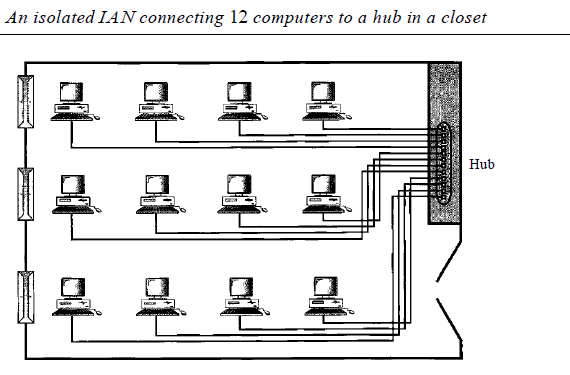 An isolated IAN connecting 12 computers to a hub in a closet
Hub